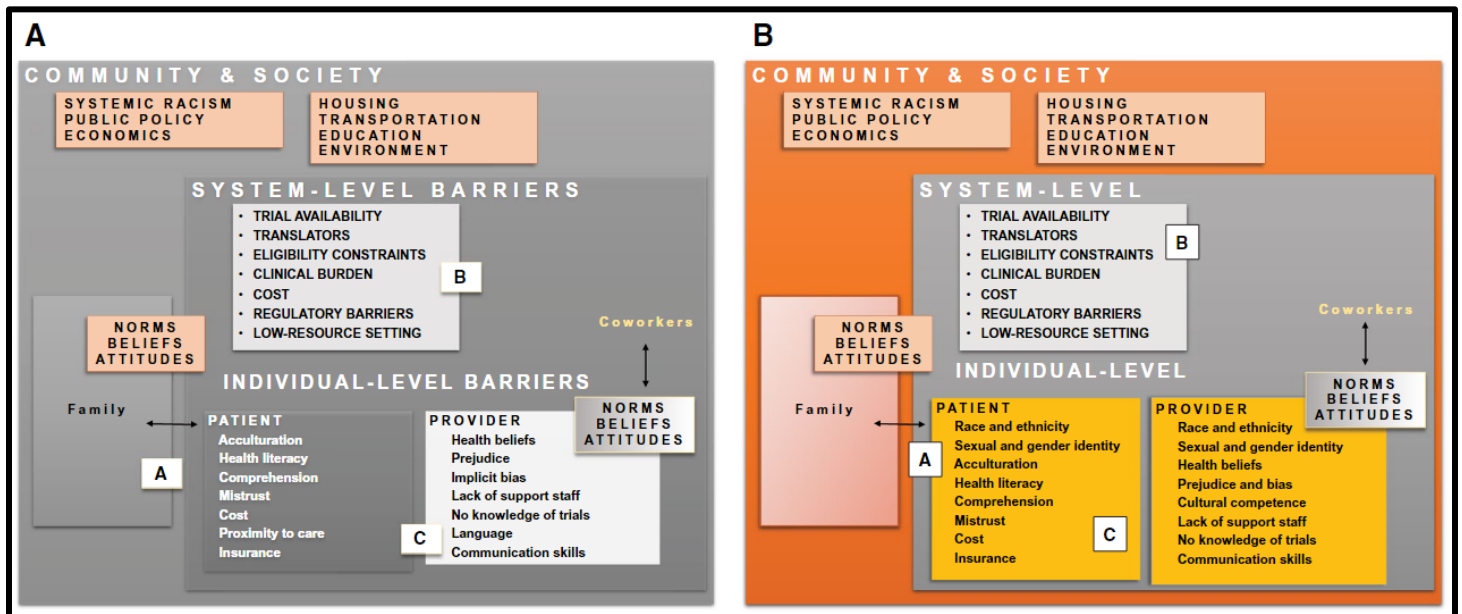 A
COMMUNITY & SOCIETY
SYSTEMIC RACISM
PUBLIC POLICY
ECONOMICS
HOUSING
TRANSPORTATION
EDUCATION
ENVIRONMENT
SYSTEM-LEVEL BARRIERS
• TRIAL AVAILABILITY
• TRANSLATORS
• ELIGIBILITY CONSTRAINTS
• CLINICAL BURDEN
• COST
• REGULATORY BARRIERS
• LOW-RESOURCE SETTING
B
Coworkers
NORMS
BELIEFS
ATTITUDES
Family
INDIVIDUAL-LEVEL BARRIERS
NORMS
BELIEFS
ATTITUDES
A
PATIENT
Acculturation
Health literacy
Comprehension
Mistrust
Cost
Proximity to care
Insurance
C
PROVIDER
Health beliefs
Prejudice
Implicit bias
Lack of support staff
No knowledge of trials
Language
Communication skills
B
COMMUNITY & SOCIETY
SYSTEMIC RACISM
PUBLIC POLICY
ECONOMICS
HOUSING
TRANSPORTATION
EDUCATION
ENVIRONMENT
SYSTEM-LEVEL
• TRIAL AVAILABILITY
• TRANSLATORS
• ELIGIBILITY CONSTRAINTS
• CLINICAL BURDEN
• COST
• REGULATORY BARRIERS
• LOW-RESOURCE SETTING
B
Coworkers
NORMS
BELIEFS
ATTITUDES
Family
INDIVIDUAL-LEVEL
NORMS
BELIEFS
ATTITUDES
A
PATIENT
Race and ethnicity
Sexual and gender identity
Acculturation
Health literacy
Comprehension
Mistrust
Cost
Insurance
C
PROVIDER
Race and ethnicity
Sexual and gender identity
Health beliefs
Prejudice and bias
Cultural competence
Lack of support staff
No knowledge of trials
Communication skills